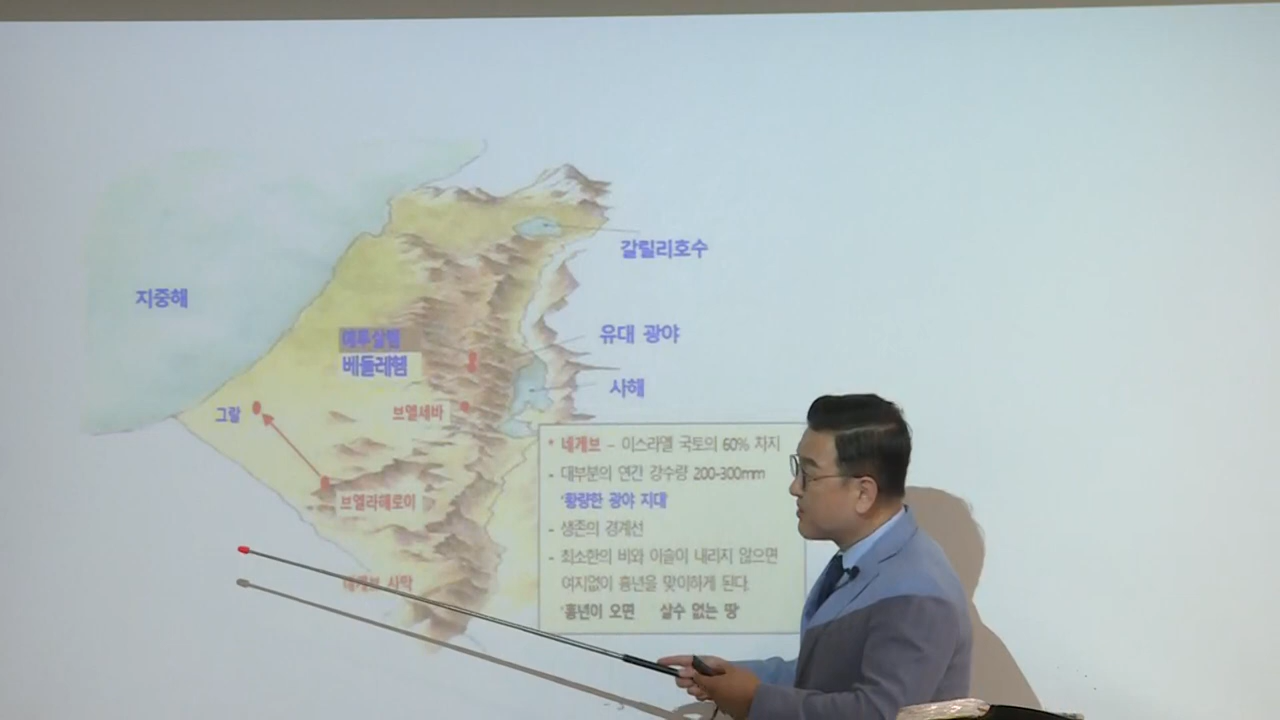 갈릴리호수
지중해
유대 광야
예루살렘
베들레헴
사해
그랄
브엘세바
브엘라해로이
네게브 사막
* 네게브 – 이스라엘 국토의 60% 차지
- 대부분의 연간 강수량 200-300mm
'황량한 광야 지대'
- 생존의 경계선
- 최소한의 비와 이슬이 내리지 않으면
여지없이 흉년을 맞이하게 된다.
'흉년이 오면 살수 없는 땅'